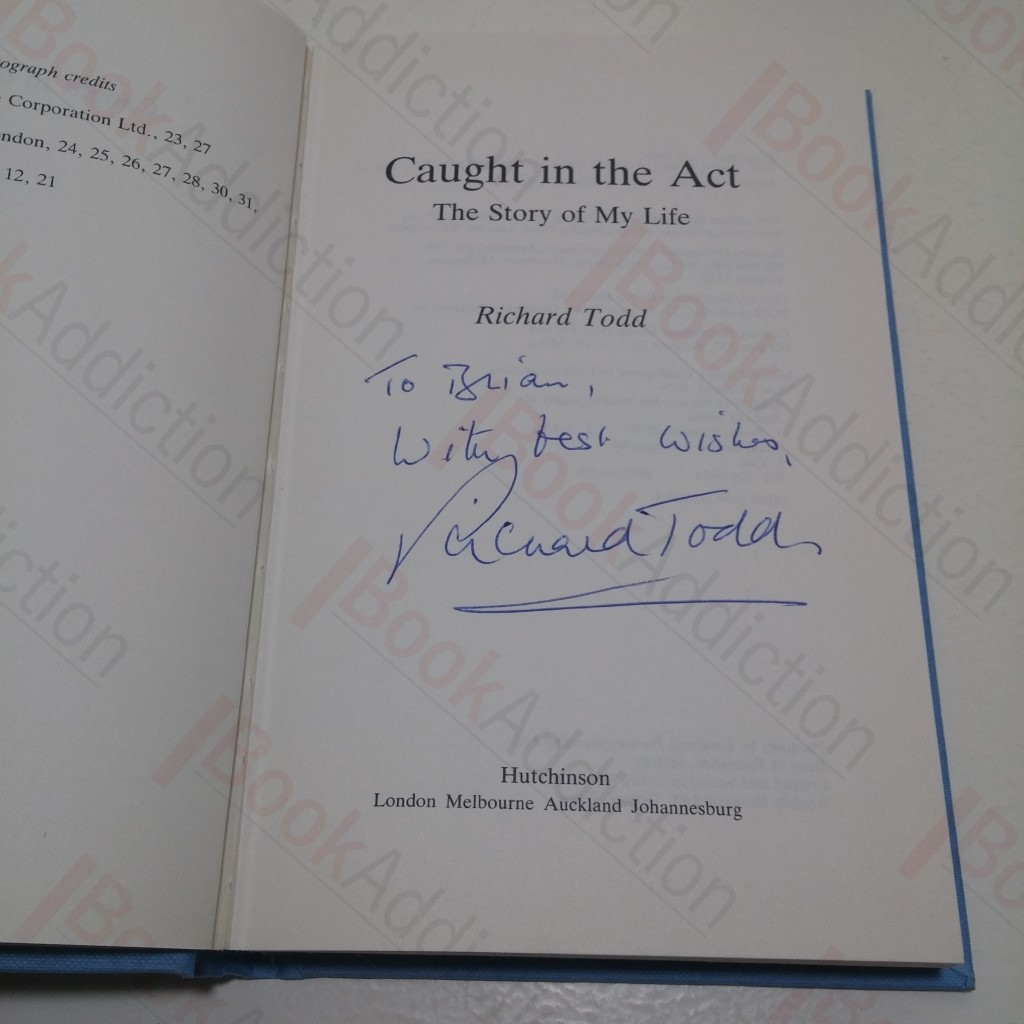 ograph credits
Corporation Ltd., 23, 27
ndon, 24, 25, 26, 27, 28, 30, 31,
12, 21
Caught in the Act
The Story of My Life
Richard Todd
To Brian,
With best wishes,
Richard Todd
Hutchinson
London Melbourne Auckland Johannesburg
BookAddiction